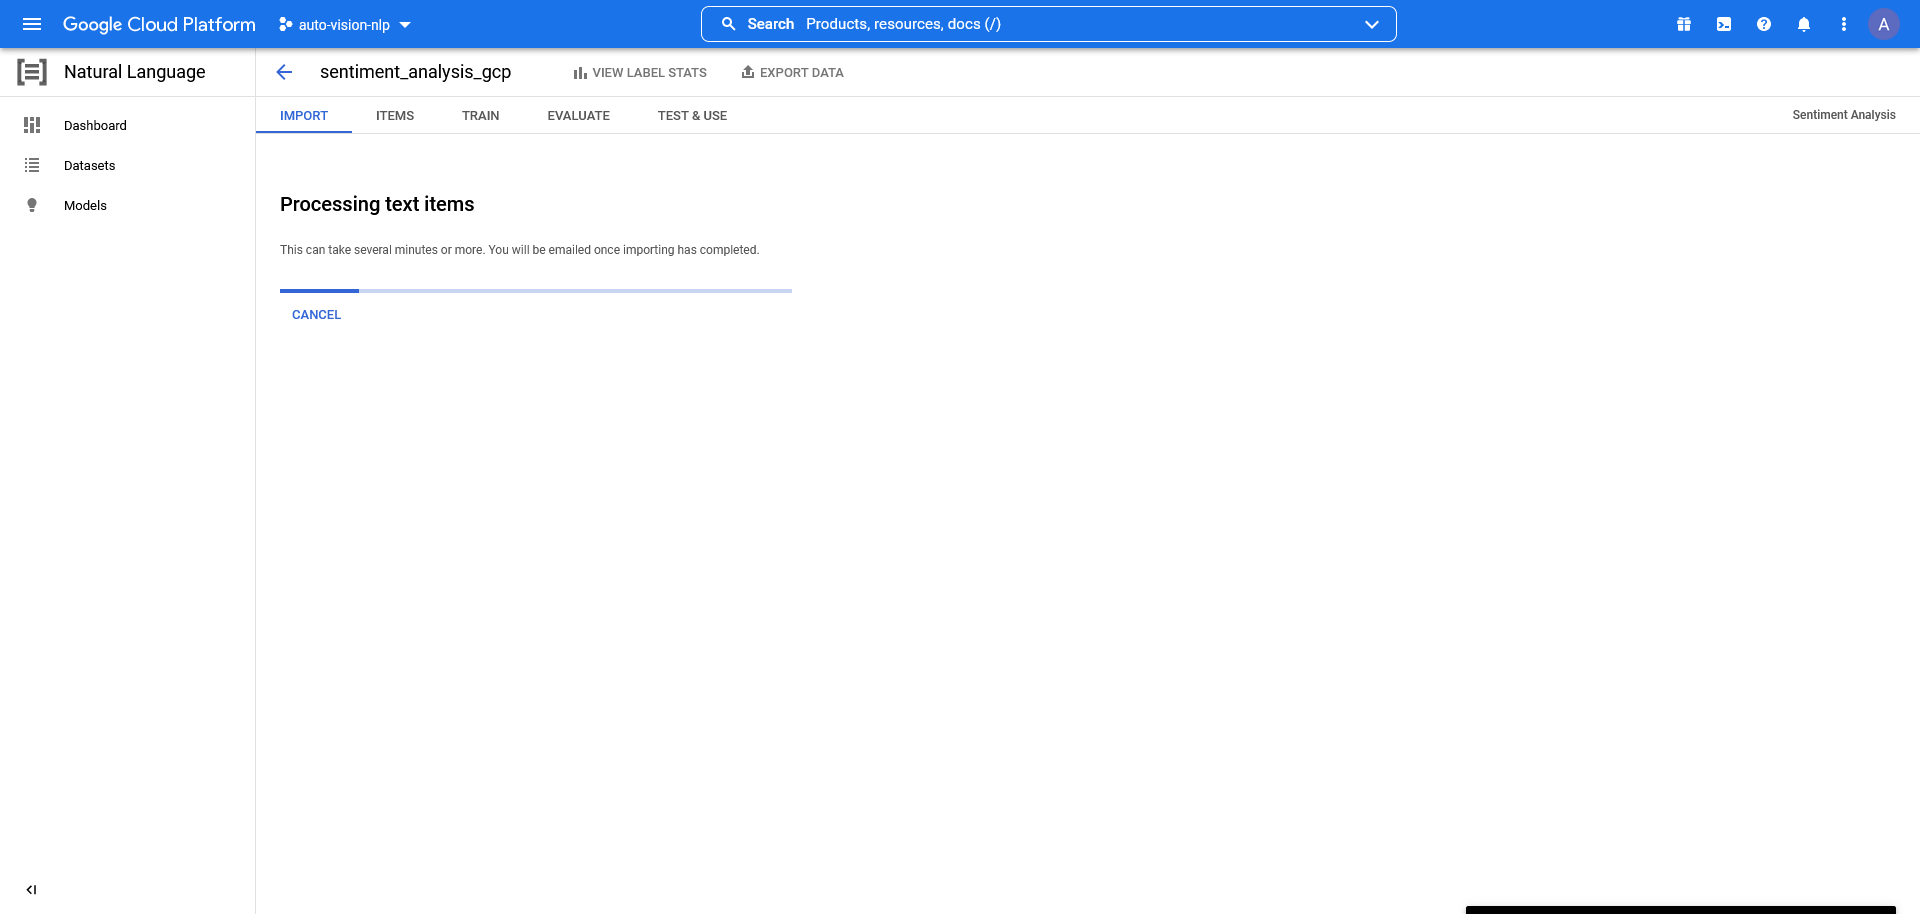 Google Cloud Platform
auto-vision-nlp
Search Products, resources, docs (/)
A
Natural Language
sentiment_analysis_gcp
VIEW LABEL STATS
EXPORT DATA
Dashboard
Datasets
Models
IMPORT
ITEMS
TRAIN
EVALUATE
TEST & USE
Sentiment Analysis
Processing text items
This can take several minutes or more. You will be emailed once importing has completed.
CANCEL